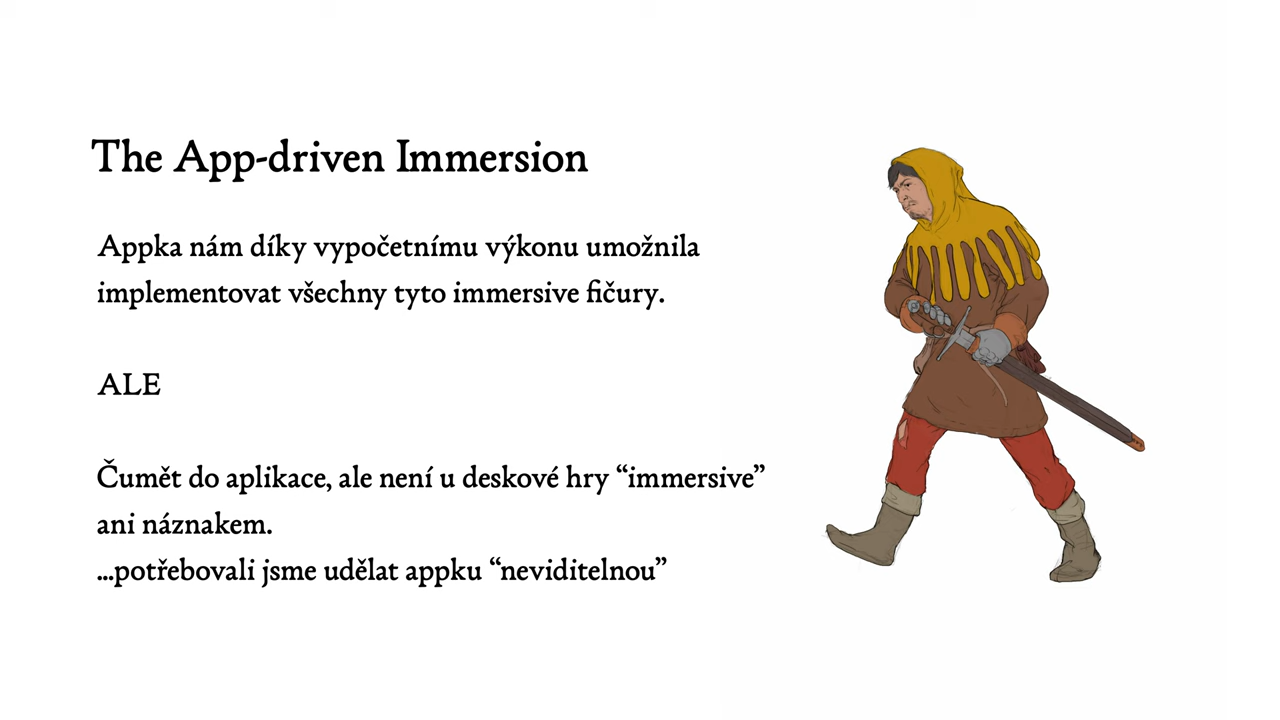 The App-driven Immersion
Appka nám díky vypočetnímu výkonu umožnila
implementovat všechny tyto immersive fičury.
ALE
Čumět do aplikace, ale není u deskové hry “immersive”
ani náznakem.
...potřebovali jsme udělat appku “neviditelnou”